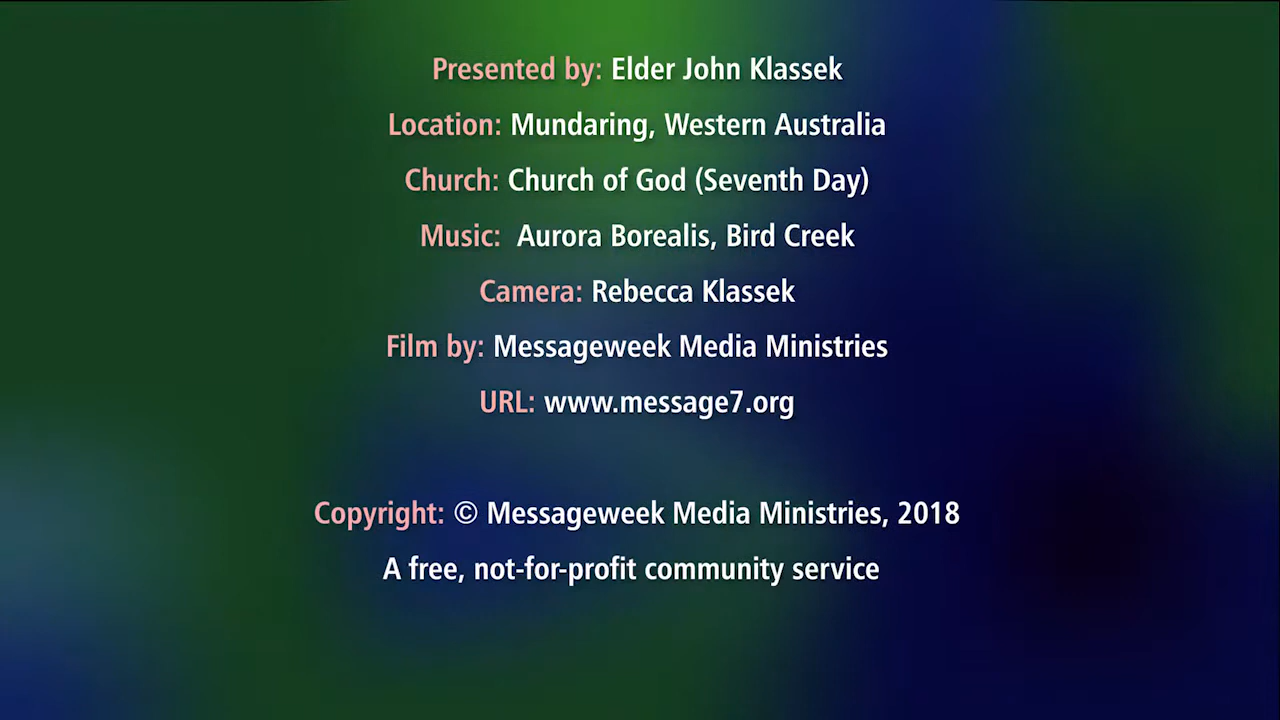 Presented by: Elder John Klassek
Location: Mundaring, Western Australia
Church: Church of God (Seventh Day)
Music: Aurora Borealis, Bird Creek
Camera: Rebecca Klassek
Film by: Messageweek Media Ministries
URL: www.message7.org
Copyright: © Messageweek Media Ministries, 2018
A free, not-for-profit community service